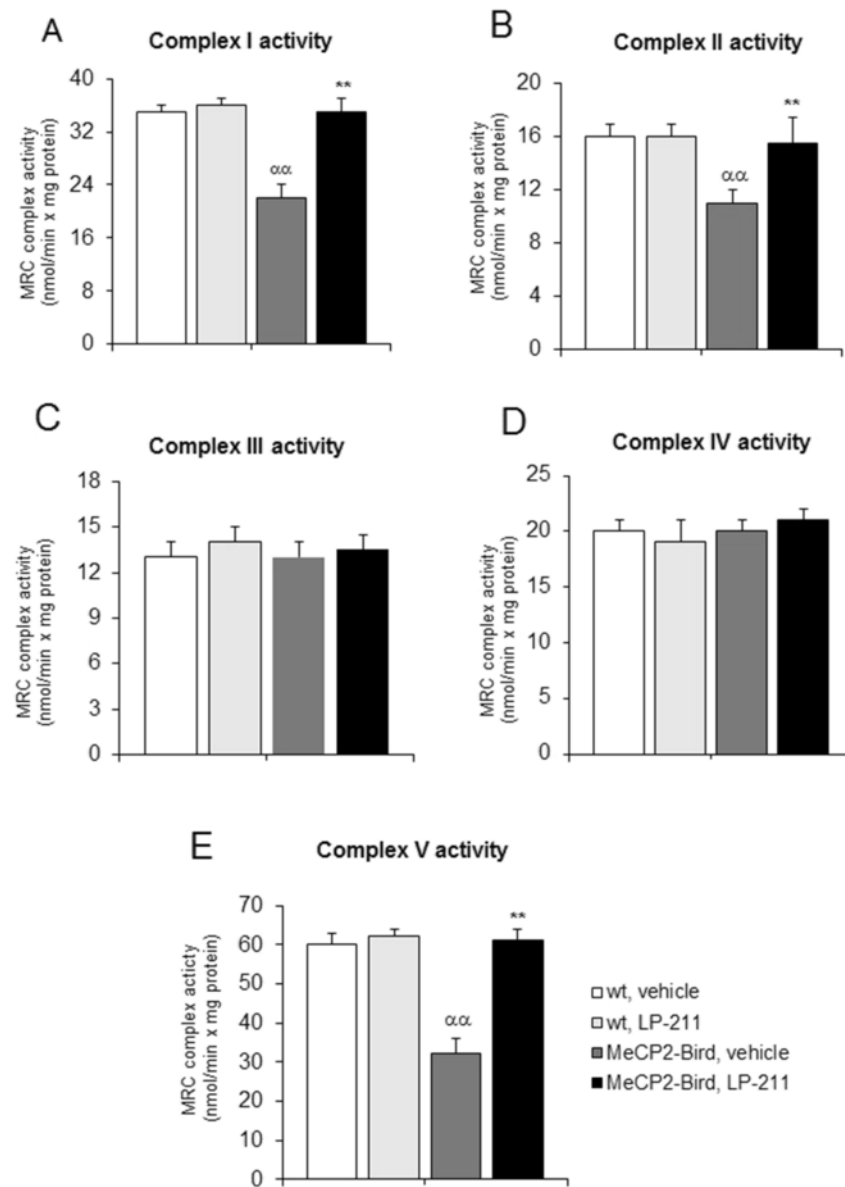 A
Complex I activity
MRC complex activity
(nmol/min x mg protein)
40
32
24
16
8
0
αα
**
B
Complex II activity
MRC complex activity
(nmol/min x mg protein)
20
16
12
8
4
0
αα
**
C
Complex III activity
MRC complex activity
(nmol/min x mg protein)
18
15
12
9
6
3
0
D
Complex IV activity
MRC complex activity
(nmol/min x mg protein)
25
20
15
10
5
0
E
Complex V activity
MRC complex acticty
(nmol/min x mg protein)
70
60
50
40
30
20
10
0
αα
**
wt, vehicle
wt, LP-211
MeCP2-Bird, vehicle
MeCP2-Bird, LP-211